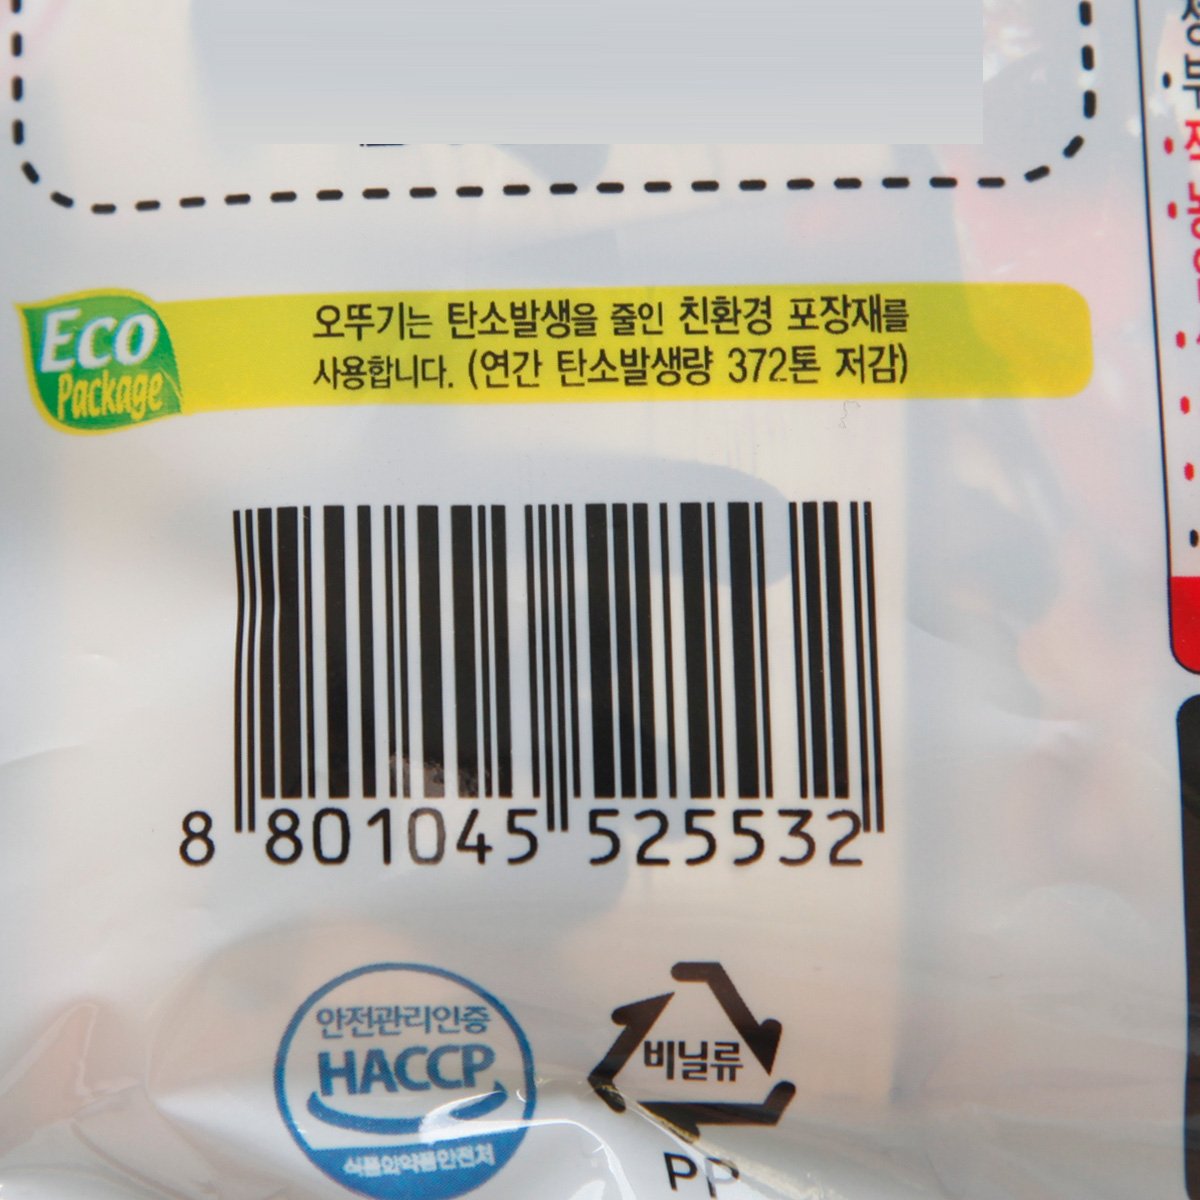 Eco
Package
오뚜기는 탄소발생을 줄인 친환경 포장재를
사용합니다. (연간 탄소발생량 372톤 저감)
8 801045 525532
안전관리인증
HACCP
식품의약품안전처
비닐류
PP